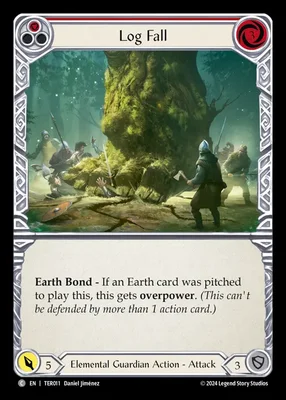 Log Fall
Earth Bond - If an Earth card was pitched
to play this, this gets overpower. (This can't
be defended by more than 1 action card.)
5 Elemental Guardian Action - Attack 3
C EN | TER011 Daniel Jiménez © 2024 Legend Story Studios